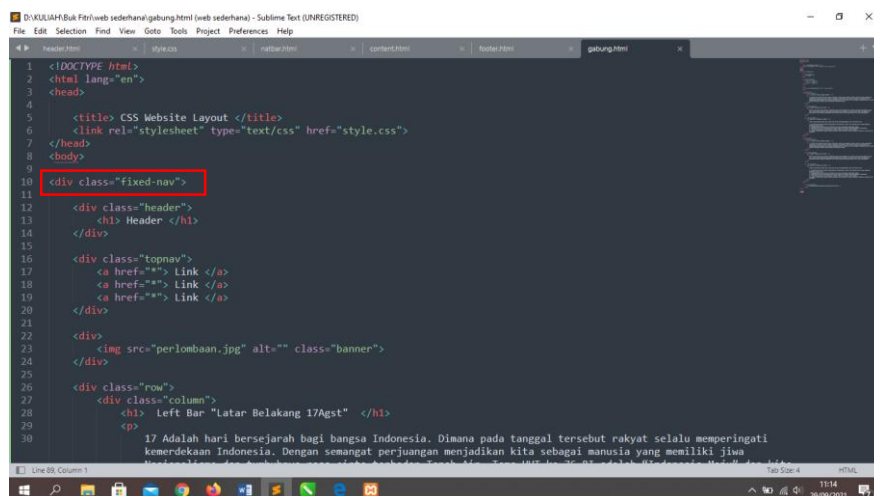 D:\KULIAH\Buk Fitri\web sederhana\gabung.html (web sederhana) - Sublime Text (UNREGISTERED)
File Edit Selection Find View Goto Tools Project Preferences Help
header.html style.css natbar.html content.html footer.html gabung.html
1 <!DOCTYPE html>
2 <html lang="en">
3 <head>
4
5 <title> CSS Website Layout </title>
6 <link rel="stylesheet" type="text/css" href="style.css">
7 </head>
8 <body>
9
10 <div class="fixed-nav">
11
12 <div class="header">
13 <h1> Header </h1>
14 </div>
15
16 <div class="topnav">
17 <a href="*"> Link </a>
18 <a href="*"> Link </a>
19 <a href="*"> Link </a>
20 </div>
21
22 <div>
23 <img src="perlombaan.jpg" alt="" class="banner">
24 </div>
25
26 <div class="row">
27 <div class="column">
28 <h1> Left Bar "Latar Belakang 17Agst" </h1>
29 <p>
30 17 Adalah hari bersejarah bagi bangsa Indonesia. Dimana pada tanggal tersebut rakyat selalu memperingati
kemerdekaan Indonesia. Dengan semangat perjuangan menjadikan kita sebagai manusia yang memiliki jiwa
Line 89, Column 1 Tab Size: 4 HTML
11:14
29/09/2021